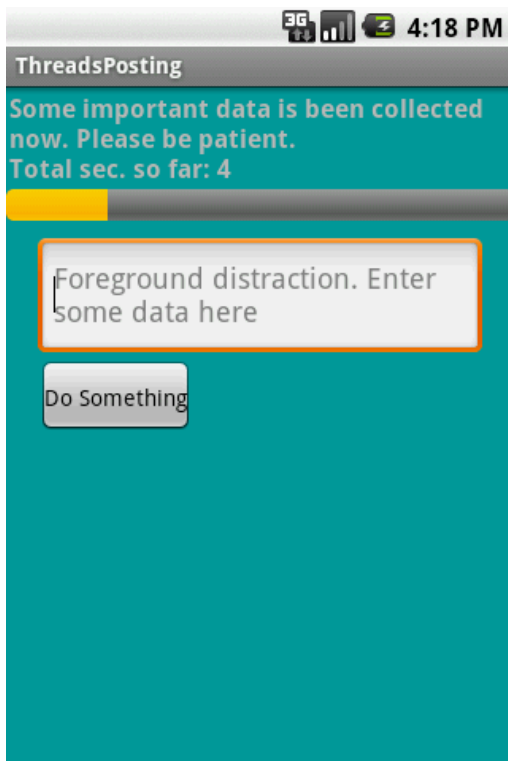 3G 4:18 PM
ThreadsPosting
Some important data is been collected
now. Please be patient.
Total sec. so far: 4
Foreground distraction. Enter
some data here
Do Something